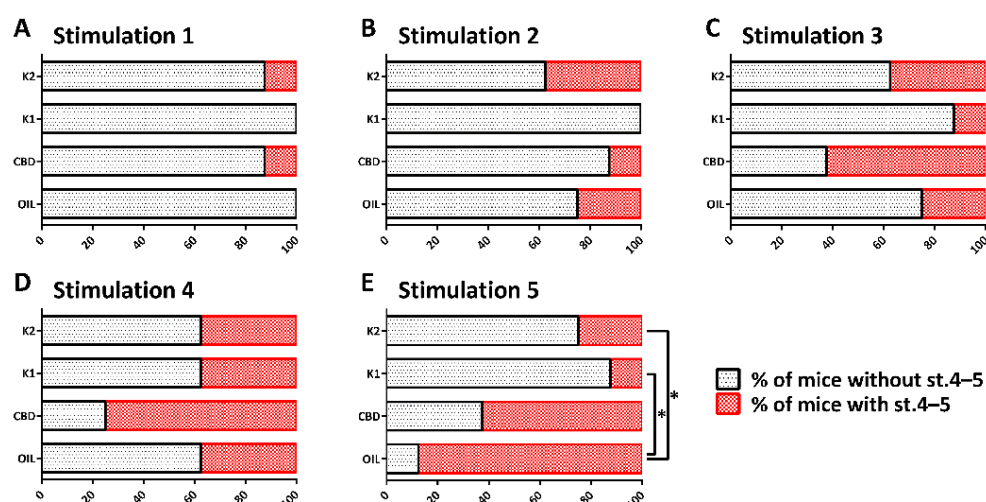 A Stimulation 1
K2
K1
CBD
OIL
0 20 40 60 80 100
B Stimulation 2
K2
K1
CBD
OIL
0 20 40 60 80 100
C Stimulation 3
K2
K1
CBD
OIL
0 20 40 60 80 100
D Stimulation 4
K2
K1
CBD
OIL
0 20 40 60 80 100
E Stimulation 5
K2
K1
CBD
OIL
0 20 40 60 80 100
*
*
% of mice without st.4–5
% of mice with st.4–5